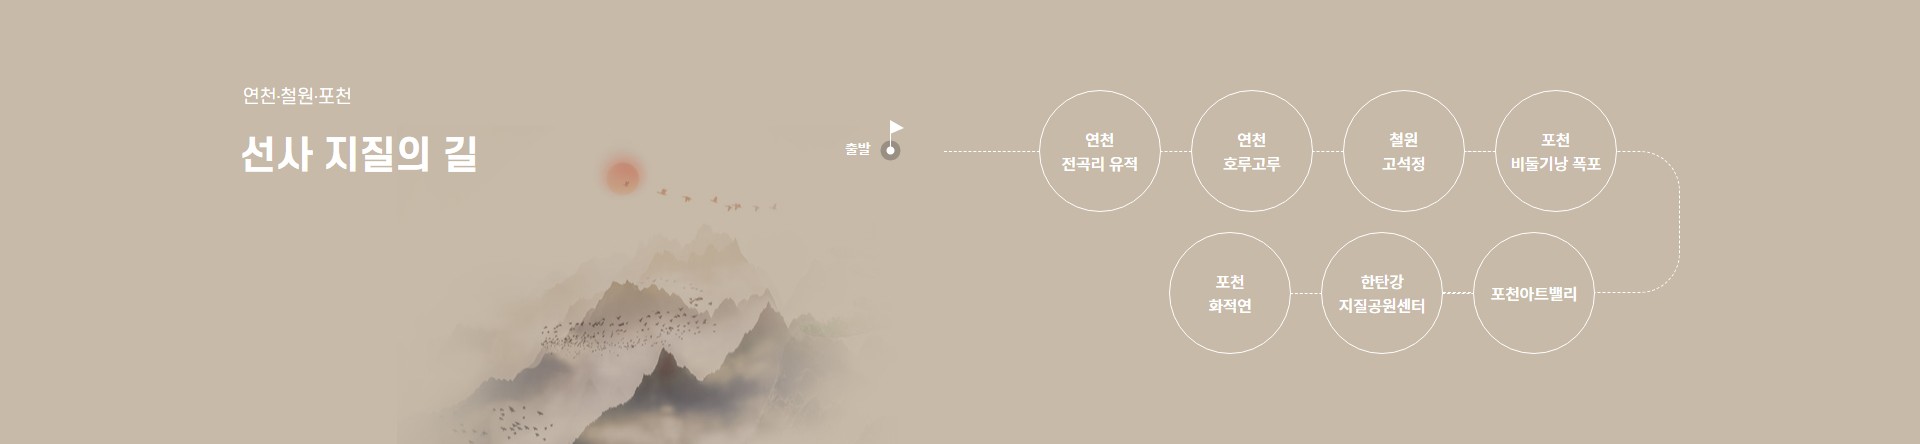 연천·철원·포천
선사 지질의 길
출발
연천
전곡리 유적
연천
호루고루
철원
고석정
포천
비둘기낭 폭포
포천아트밸리
한탄강
지질공원센터
포천
화적연